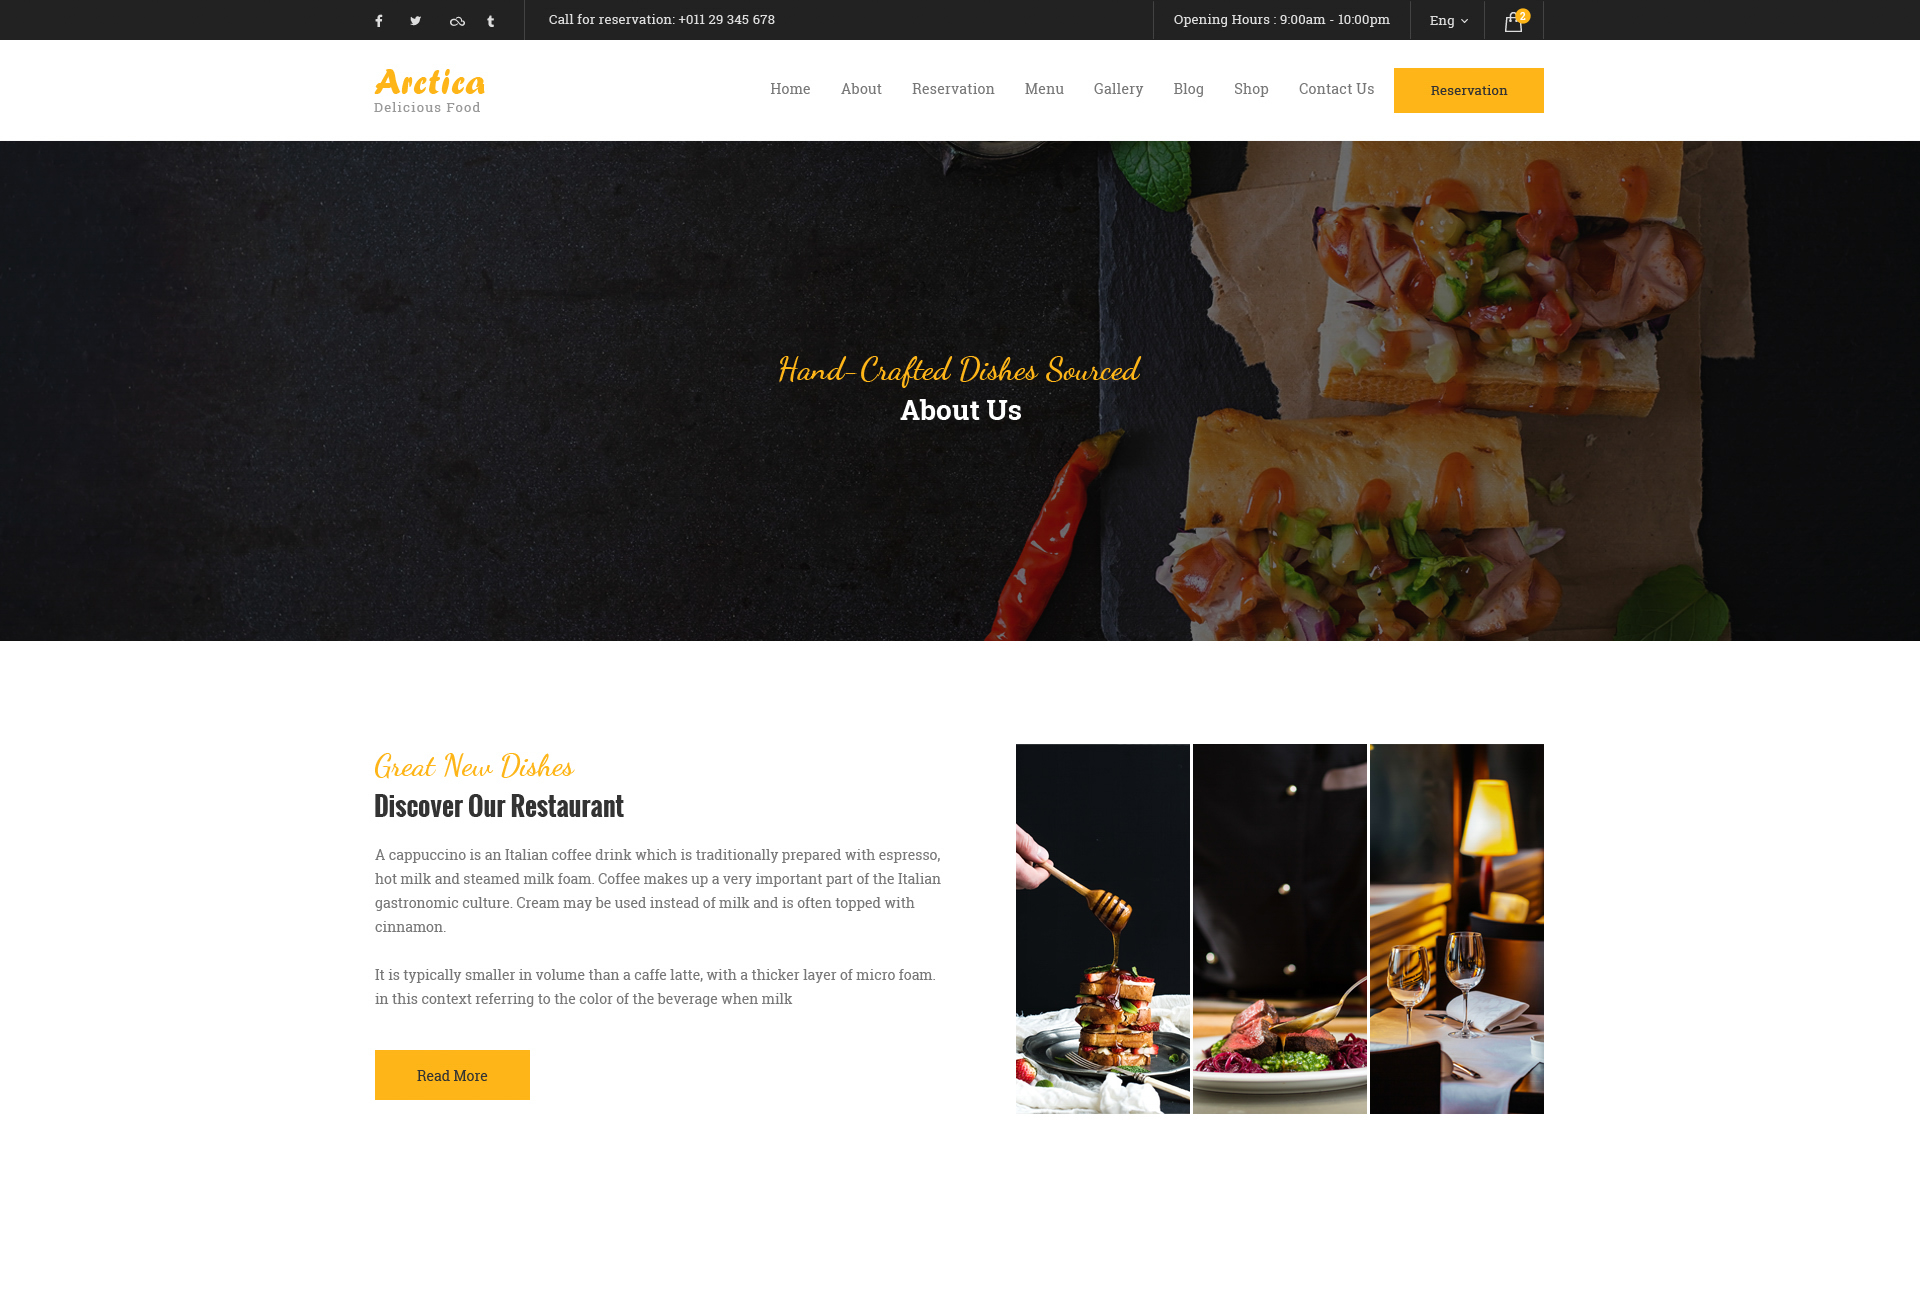 Call for reservation: +011 29 345 678
Opening Hours : 9:00am - 10:00pm
Eng
2
Arctica
Delicious Food
Home About Reservation Menu Gallery Blog Shop Contact Us
Reservation
Hand-Crafted Dishes Sourced
About Us
Great New Dishes
Discover Our Restaurant
A cappuccino is an Italian coffee drink which is traditionally prepared with espresso,
hot milk and steamed milk foam. Coffee makes up a very important part of the Italian
gastronomic culture. Cream may be used instead of milk and is often topped with
cinnamon.
It is typically smaller in volume than a caffe latte, with a thicker layer of micro foam.
in this context referring to the color of the beverage when milk
Read More